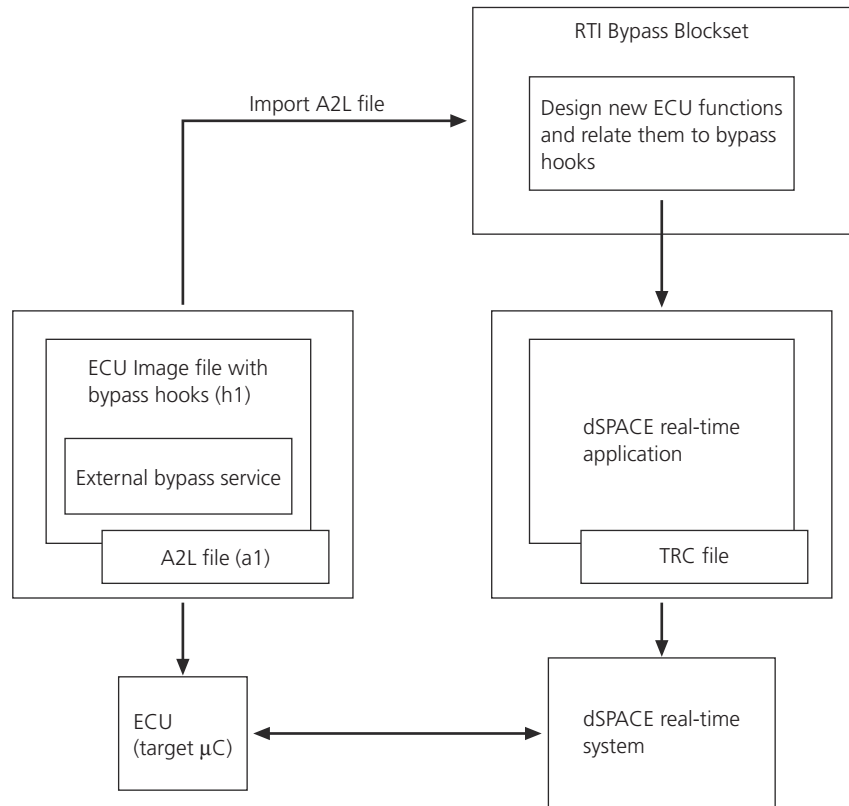 RTI Bypass Blockset
Import A2L file
Design new ECU functions
and relate them to bypass
hooks
ECU Image file with
bypass hooks (h1)
External bypass service
A2L file (a1)
dSPACE real-time
application
TRC file
ECU
(target μC)
dSPACE real-time
system